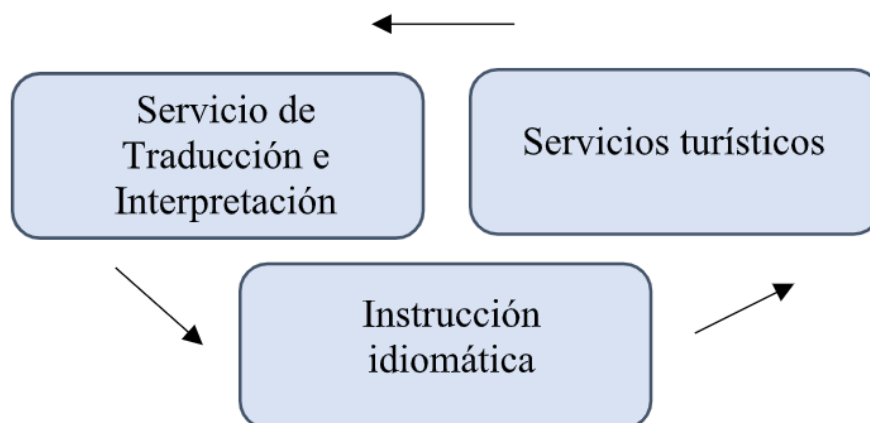 Servicio de
Traducción e
Interpretación
Servicios turísticos
Instrucción
idiomática